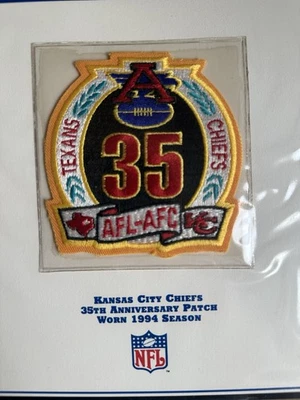 A
TEXANS
CHIEFS
35
AFL-AFC
KC
KANSAS CITY CHIEFS
35TH ANNIVERSARY PATCH
WORN 1994 SEASON
NFL